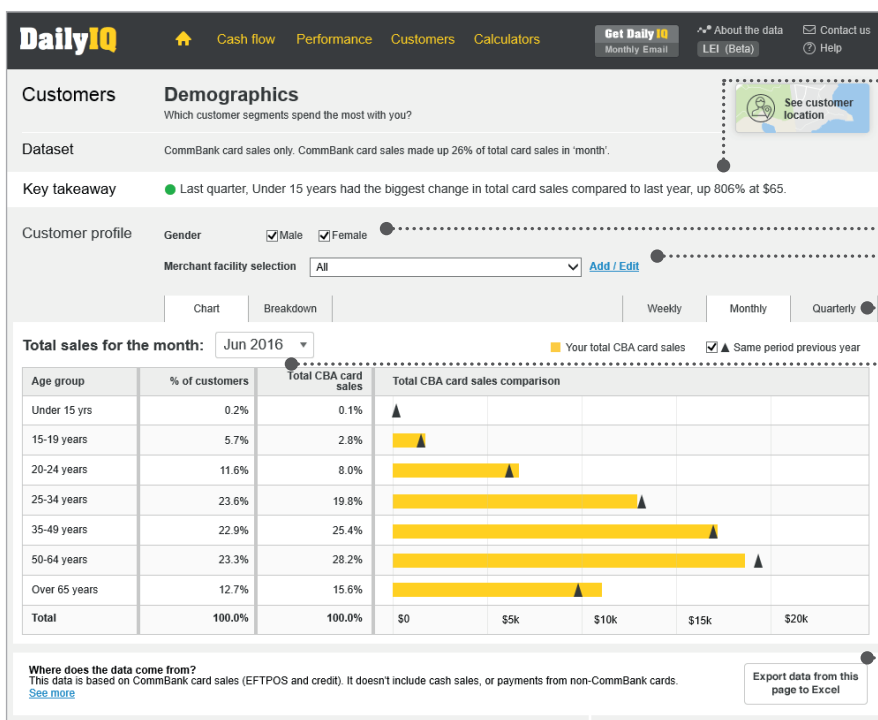 DailyIQ
Cash flow Performance Customers Calculators
Get Daily IQ
Monthly Email
About the data
LEI (Beta)
Contact us
Help
Customers
Demographics
Which customer segments spend the most with you?
See customer
location
Dataset
CommBank card sales only. CommBank card sales made up 26% of total card sales in 'month'.
Key takeaway
Last quarter, Under 15 years had the biggest change in total card sales compared to last year, up 806% at $65.
Customer profile
Gender Male Female
Merchant facility selection All Add / Edit
Chart Breakdown Weekly Monthly Quarterly
Total sales for the month: Jun 2016
Your total CBA card sales Same period previous year
Age group % of customers Total CBA card sales Total CBA card sales comparison
Under 15 yrs 0.2% 0.1%
15-19 years 5.7% 2.8%
20-24 years 11.6% 8.0%
25-34 years 23.6% 19.8%
35-49 years 22.9% 25.4%
50-64 years 23.3% 28.2%
Over 65 years 12.7% 15.6%
Total 100.0% 100.0% $0 $5k $10k $15k $20k
Where does the data come from?
This data is based on CommBank card sales (EFTPOS and credit). It doesn't include cash sales, or payments from non-CommBank cards.
See more
Export data from this
page to Excel